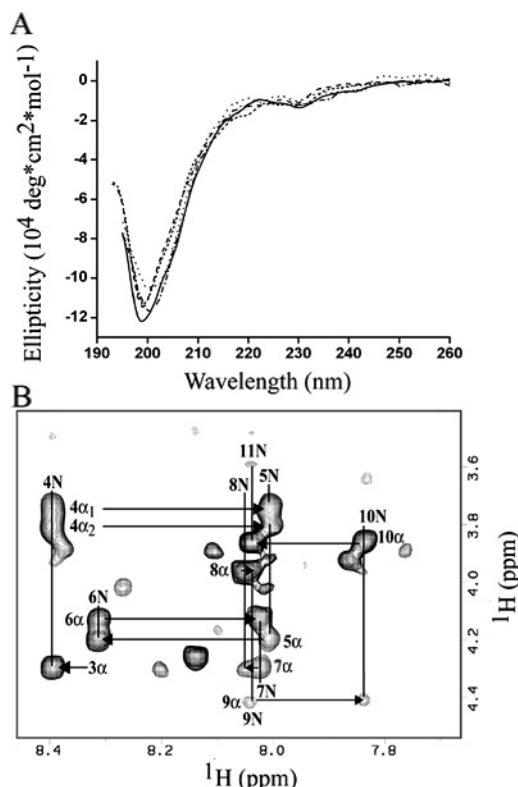 A
Ellipticity (10⁴ deg*cm²*mol-1)
0
-2
-4
-6
-8
-10
-12
190 200 210 220 230 240 250 260
Wavelength (nm)
B
11N
4N 8N 5N
4α₁
10N
4α₂
10α
8α
6N
6α
5α
3α
7α
7N
9α
9N
3.6
3.8
4.0
4.2
4.4
¹H (ppm)
8.4 8.2 8.0 7.8
¹H (ppm)